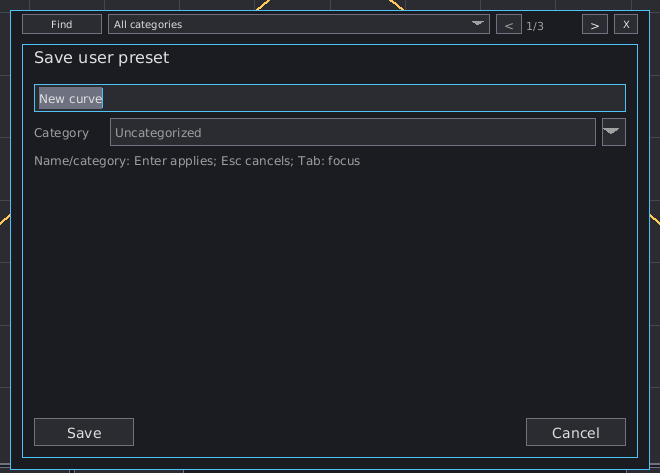 Find All categories < 1/3 > X
Save user preset
New curve
Category Uncategorized
Name/category: Enter applies; Esc cancels; Tab: focus
Save Cancel